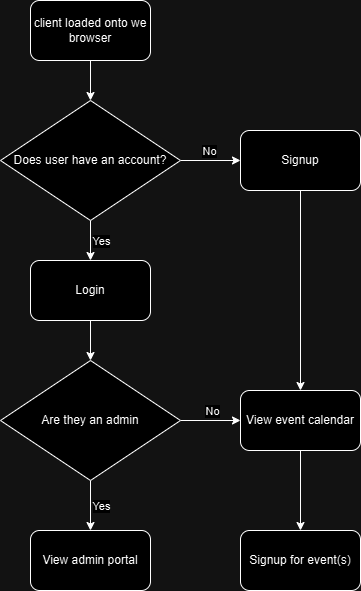 client loaded onto we
browser
Does user have an account?
No
Signup
Yes
Login
Are they an admin
No
View event calendar
Yes
View admin portal
Signup for event(s)